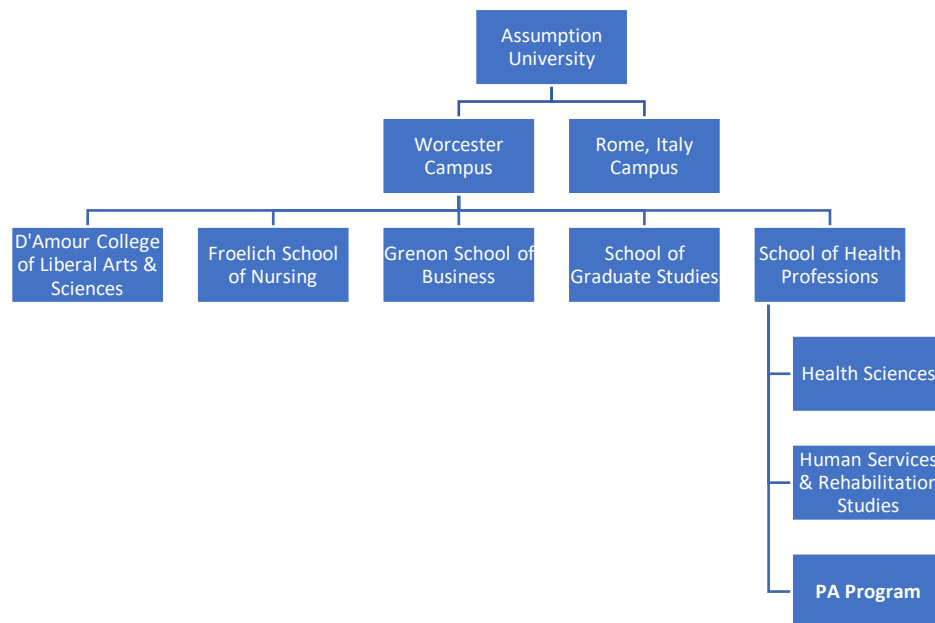 Assumption
University
Worcester
Campus
Rome, Italy
Campus
D'Amour College
of Liberal Arts &
Sciences
Froelich School
of Nursing
Grenon School of
Business
School of
Graduate Studies
School of Health
Professions
Health Sciences
Human Services
& Rehabilitation
Studies
PA Program